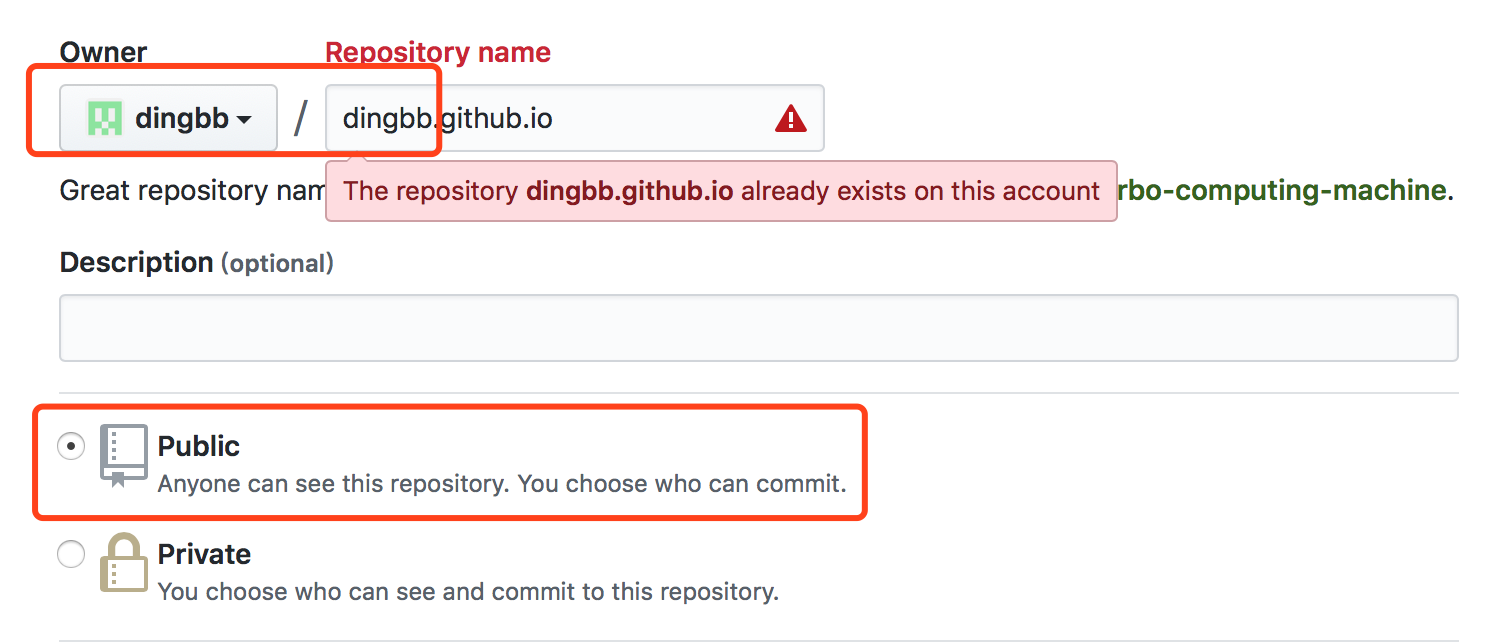 Owner Repository name
dingbb / dingbb.github.io
The repository dingbb.github.io already exists on this account
Great repository nam rbo-computing-machine.
Description (optional)
Public
Anyone can see this repository. You choose who can commit.
Private
You choose who can see and commit to this repository.